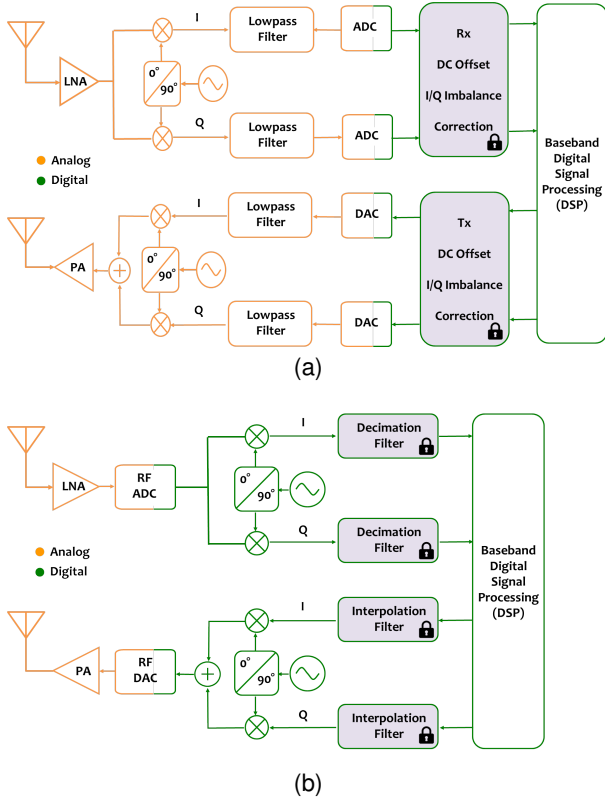 I
Lowpass
Filter
ADC
Rx
DC Offset
I/Q Imbalance
Correction
LNA
0°
90°
Q
Lowpass
Filter
ADC
Baseband
Digital
Signal
Processing
(DSP)
Analog
Digital
I
Lowpass
Filter
DAC
Tx
DC Offset
I/Q Imbalance
Correction
PA
0°
90°
Q
Lowpass
Filter
DAC
(a)
I
Decimation
Filter
LNA
RF
ADC
0°
90°
Q
Decimation
Filter
Baseband
Digital
Signal
Processing
(DSP)
Analog
Digital
I
Interpolation
Filter
PA
RF
DAC
0°
90°
Q
Interpolation
Filter
(b)